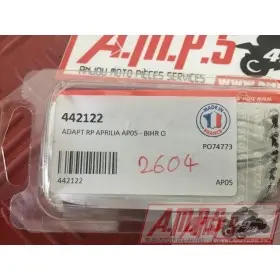 A.M.P.S
ANJOU MOTO PIÈCES SERVICES
442122
MADE IN
FRANCE
ADAPT RP APRILIA AP05 - BIHR O
PO74773
2604
442122
AP05